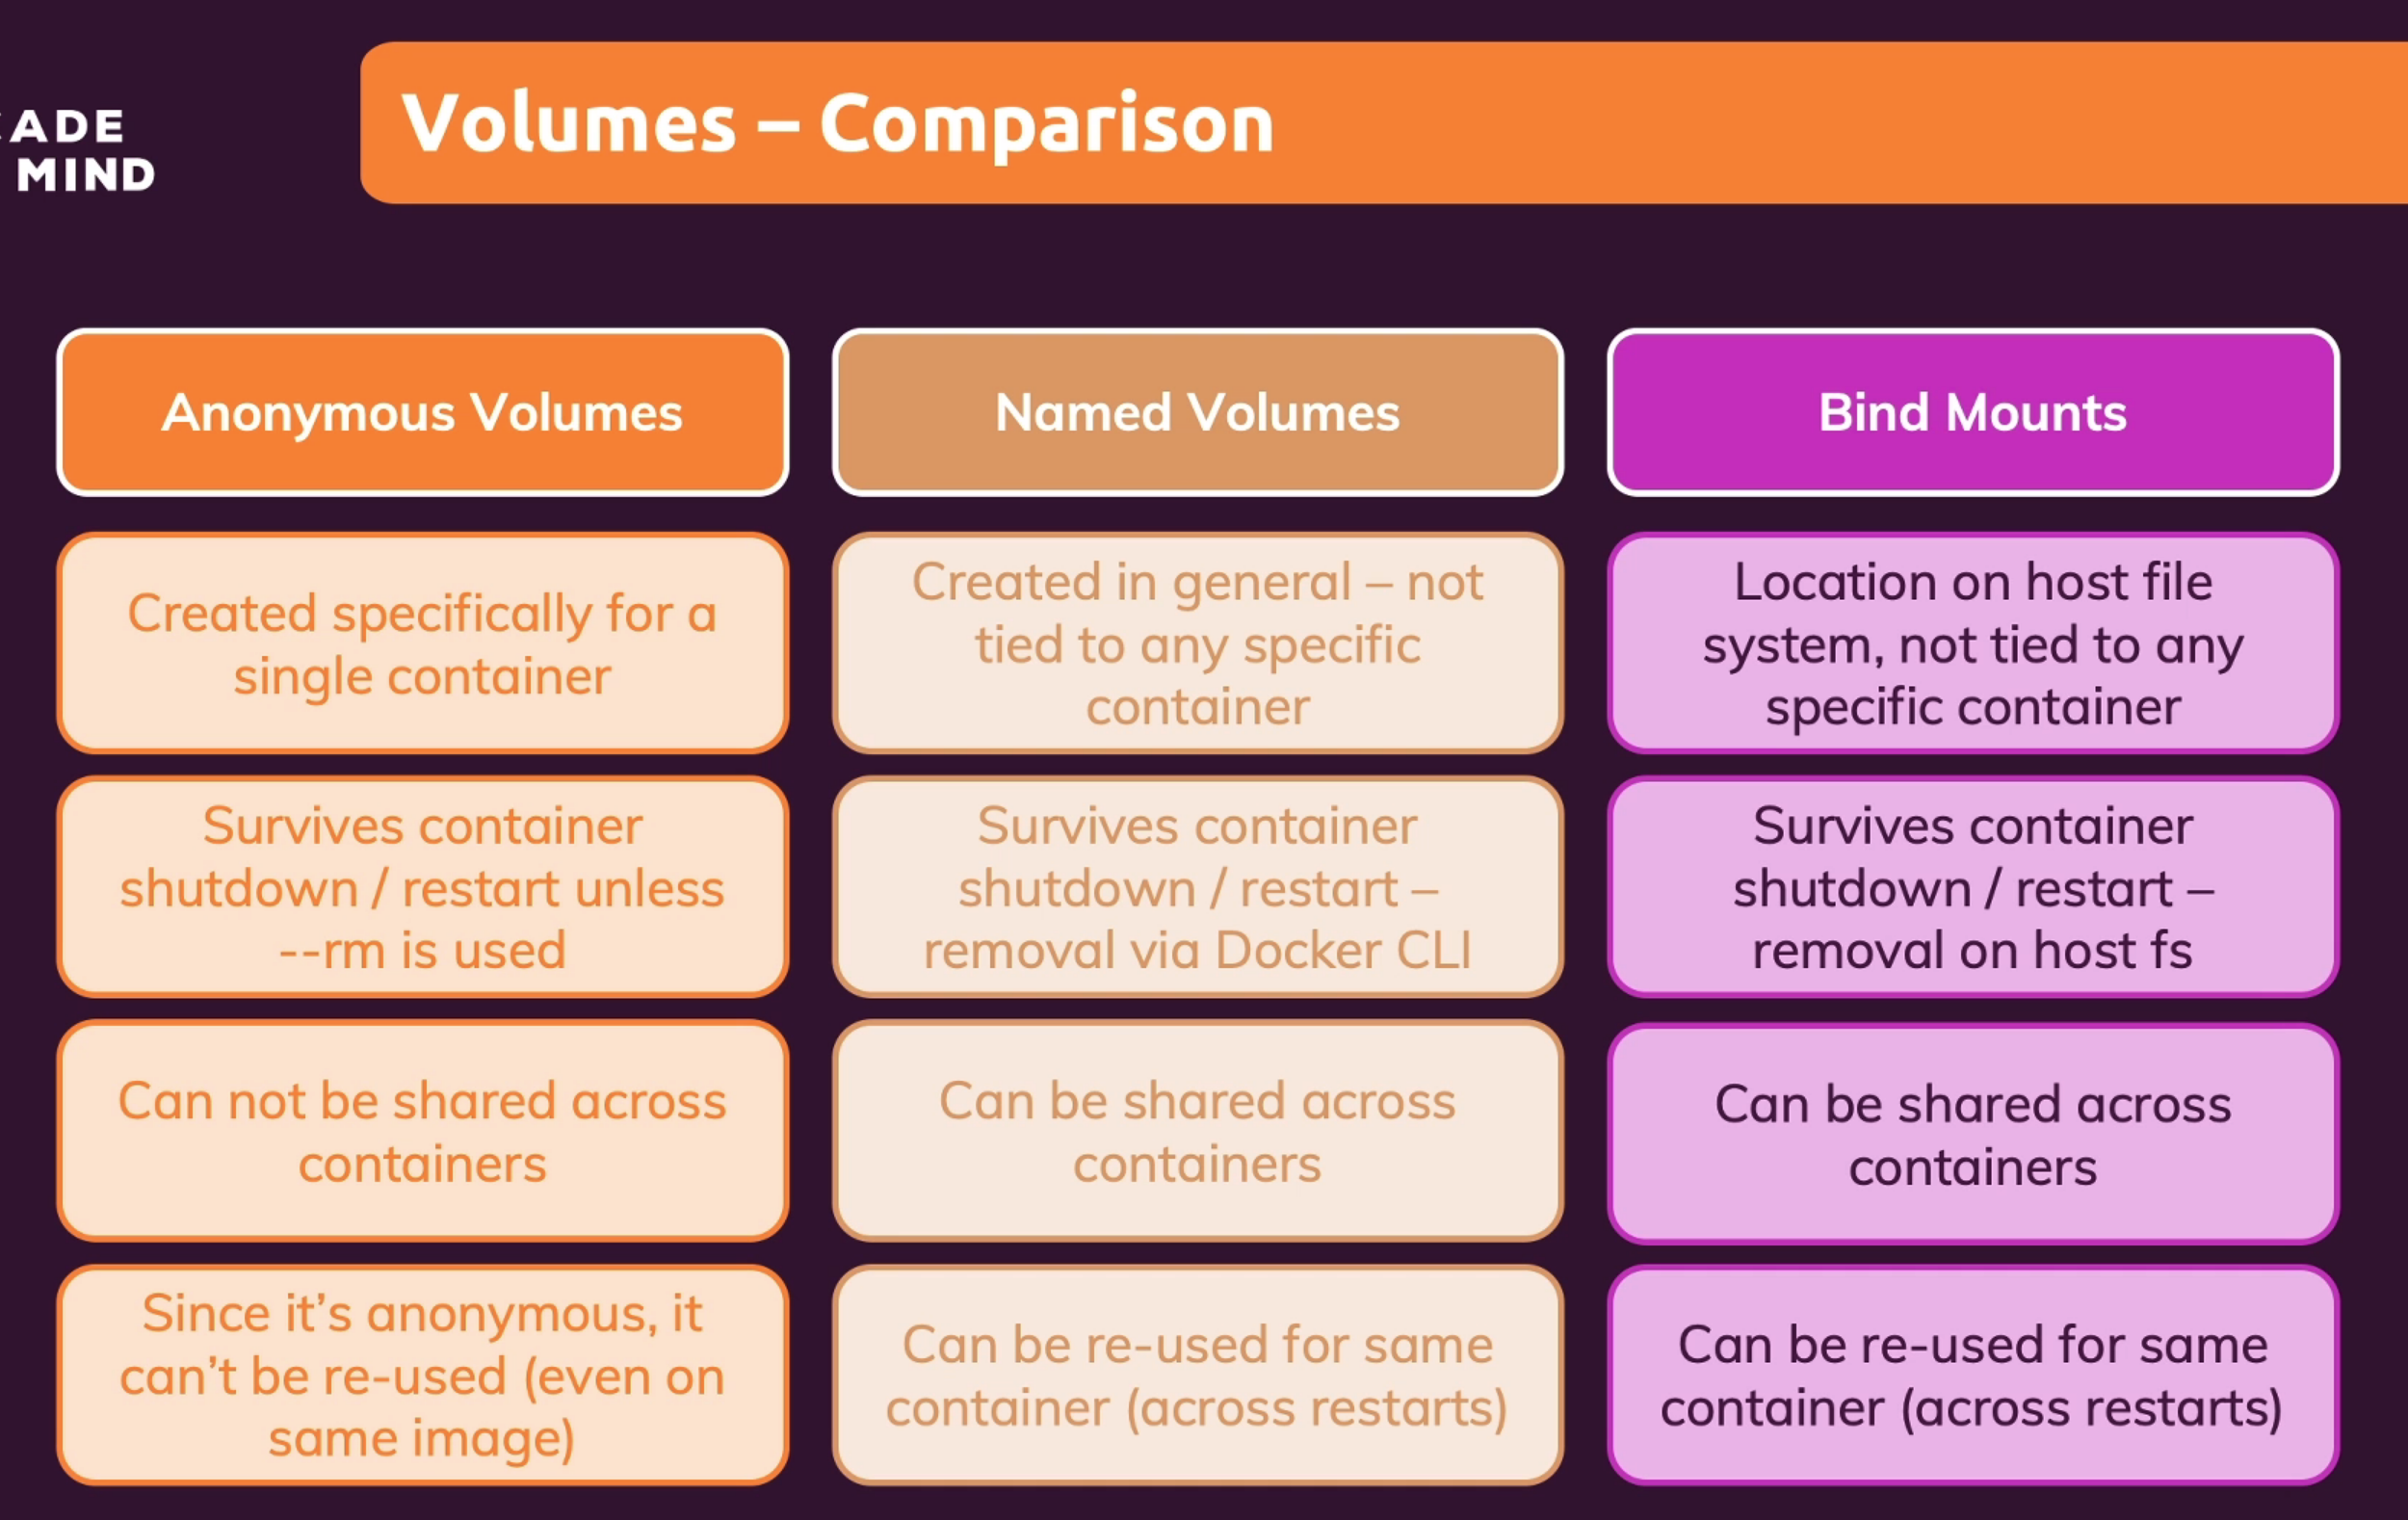 ADE
MIND
Volumes – Comparison
Anonymous Volumes
Named Volumes
Bind Mounts
Created specifically for a
single container
Created in general – not
tied to any specific
container
Location on host file
system, not tied to any
specific container
Survives container
shutdown / restart unless
--rm is used
Survives container
shutdown / restart –
removal via Docker CLI
Survives container
shutdown / restart –
removal on host fs
Can not be shared across
containers
Can be shared across
containers
Can be shared across
containers
Since it’s anonymous, it
can’t be re-used (even on
same image)
Can be re-used for same
container (across restarts)
Can be re-used for same
container (across restarts)